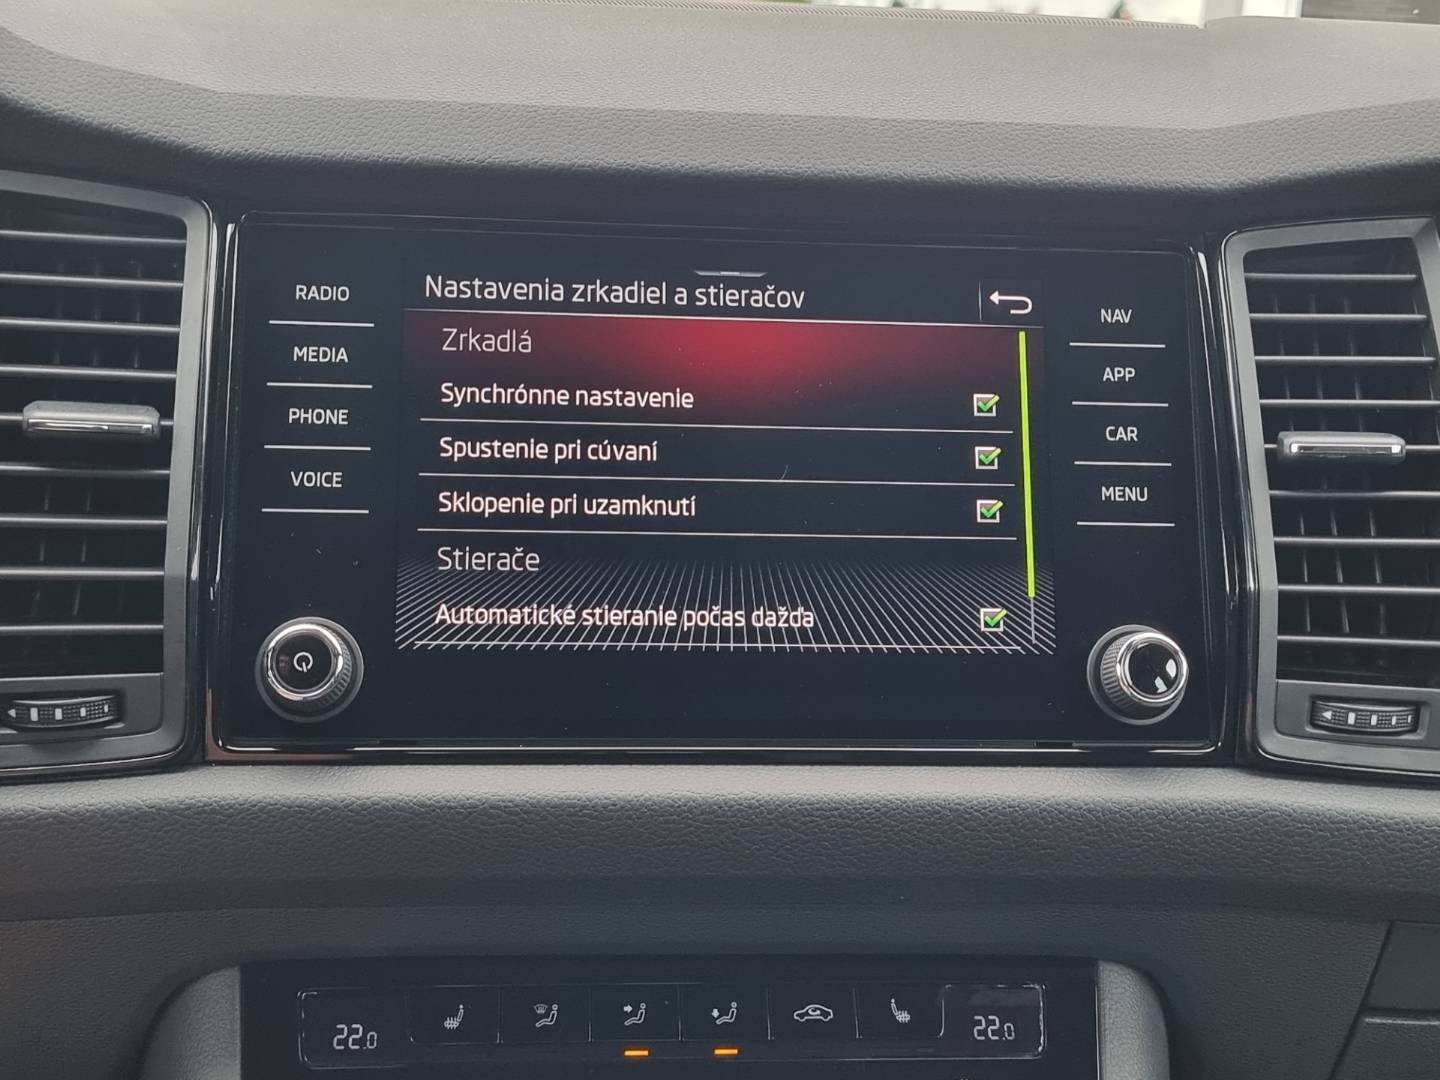 Nastavenia zrkadiel a stieračov
RADIO
MEDIA
PHONE
VOICE
Zrkadlá
Synchrónne nastavenie
Spustenie pri cúvaní
Sklopenie pri uzamknutí
Stierače
Automatické stieranie počas dažďa
NAV
APP
CAR
MENU
22.0
22.0